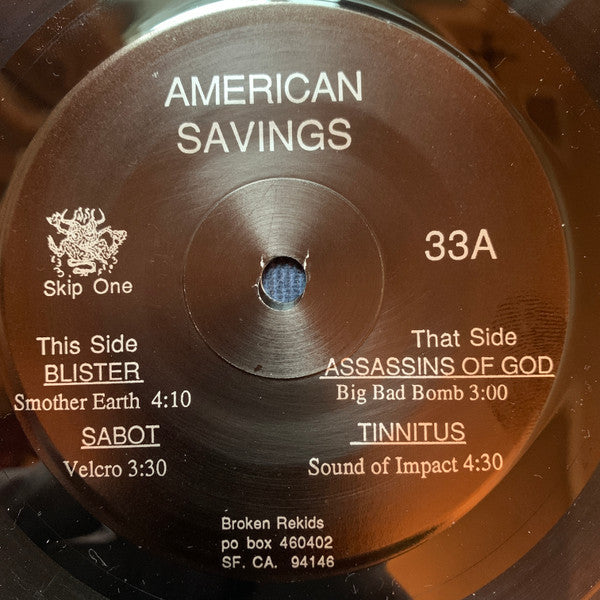 AMERICAN
SAVINGS
Skip One
33A
This Side
BLISTER
Smother Earth 4:10
SABOT
Velcro 3:30
That Side
ASSASSINS OF GOD
Big Bad Bomb 3:00
TINNITUS
Sound of Impact 4:30
Broken Rekids
po box 460402
SF. CA. 94146